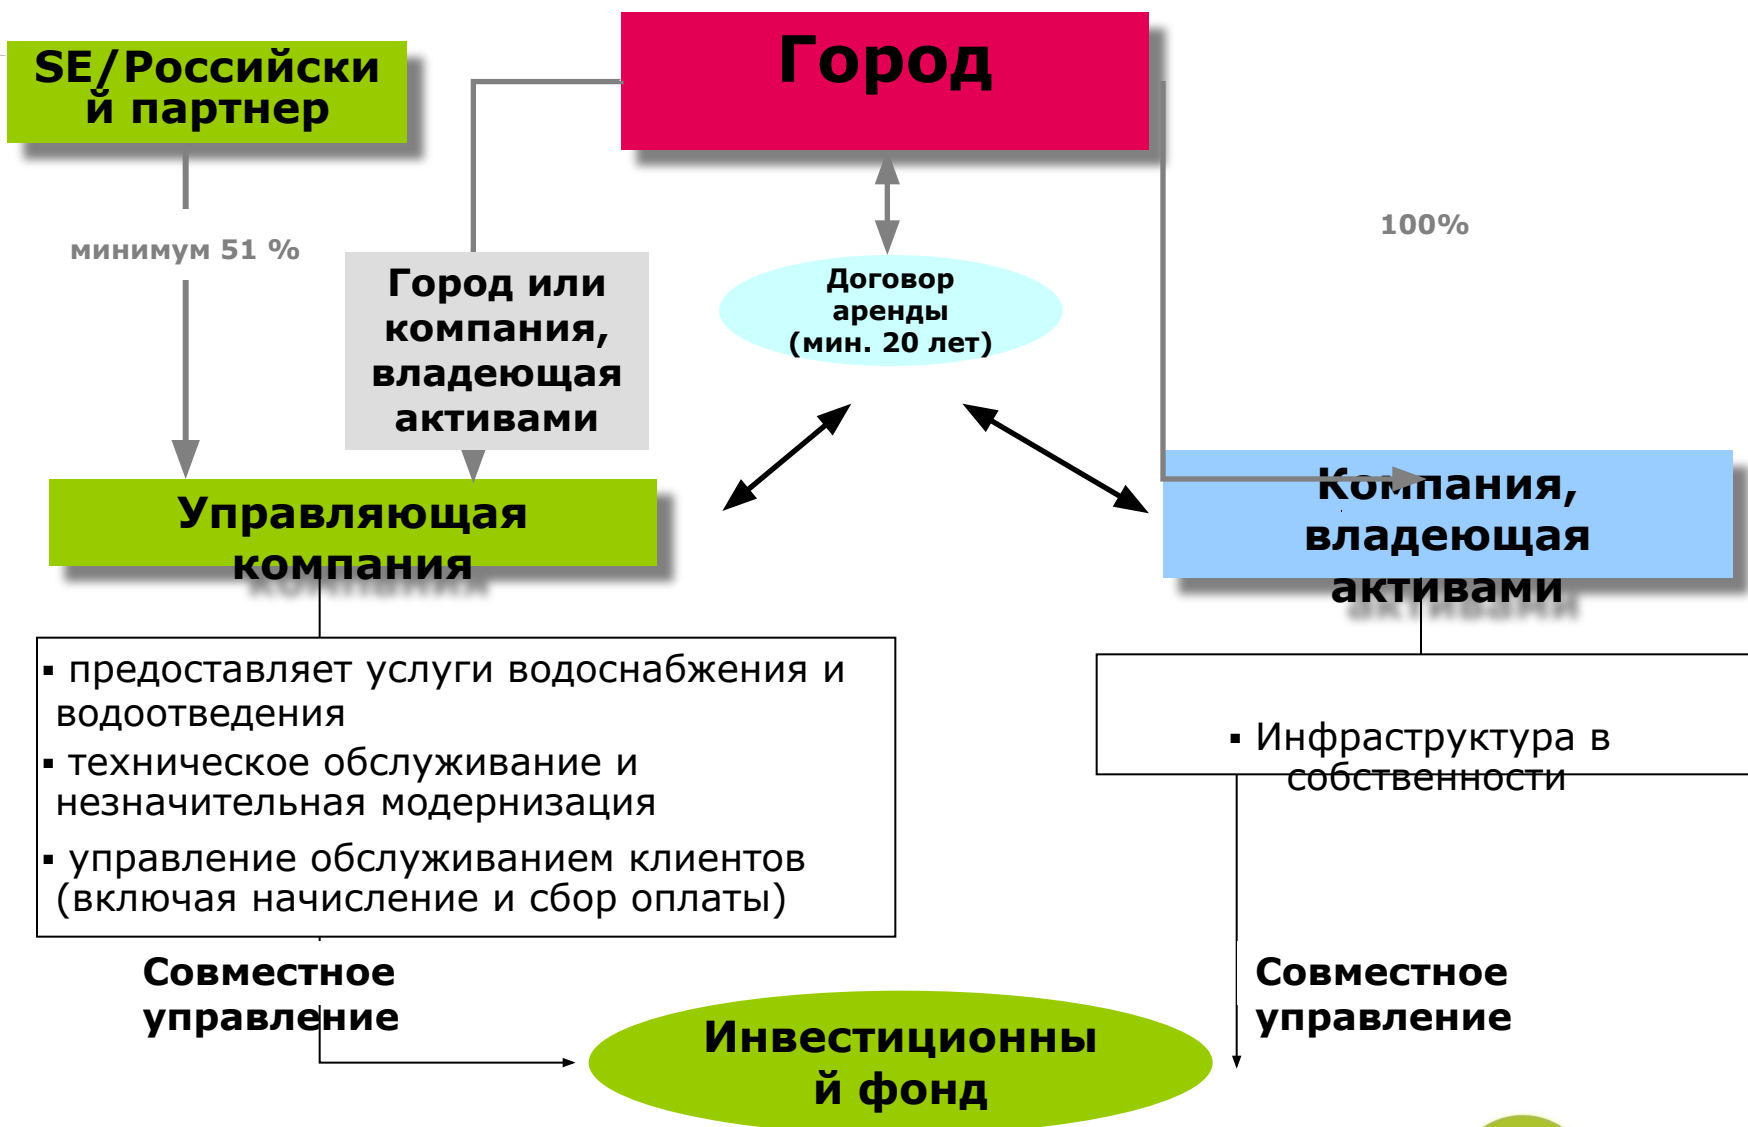 SE/Российски
й партнер
Город
минимум 51 %
100%
Город или
компания,
владеющая
активами
Договор
аренды
(мин. 20 лет)
Управляющая
компания
Компания,
владеющая
активами
▪ предоставляет услуги водоснабжения и
водоотведения
▪ техническое обслуживание и
незначительная модернизация
▪ управление обслуживанием клиентов
(включая начисление и сбор оплаты)
▪ Инфраструктура в
собственности
Совместное
управление
Совместное
управление
Инвестиционны
й фонд